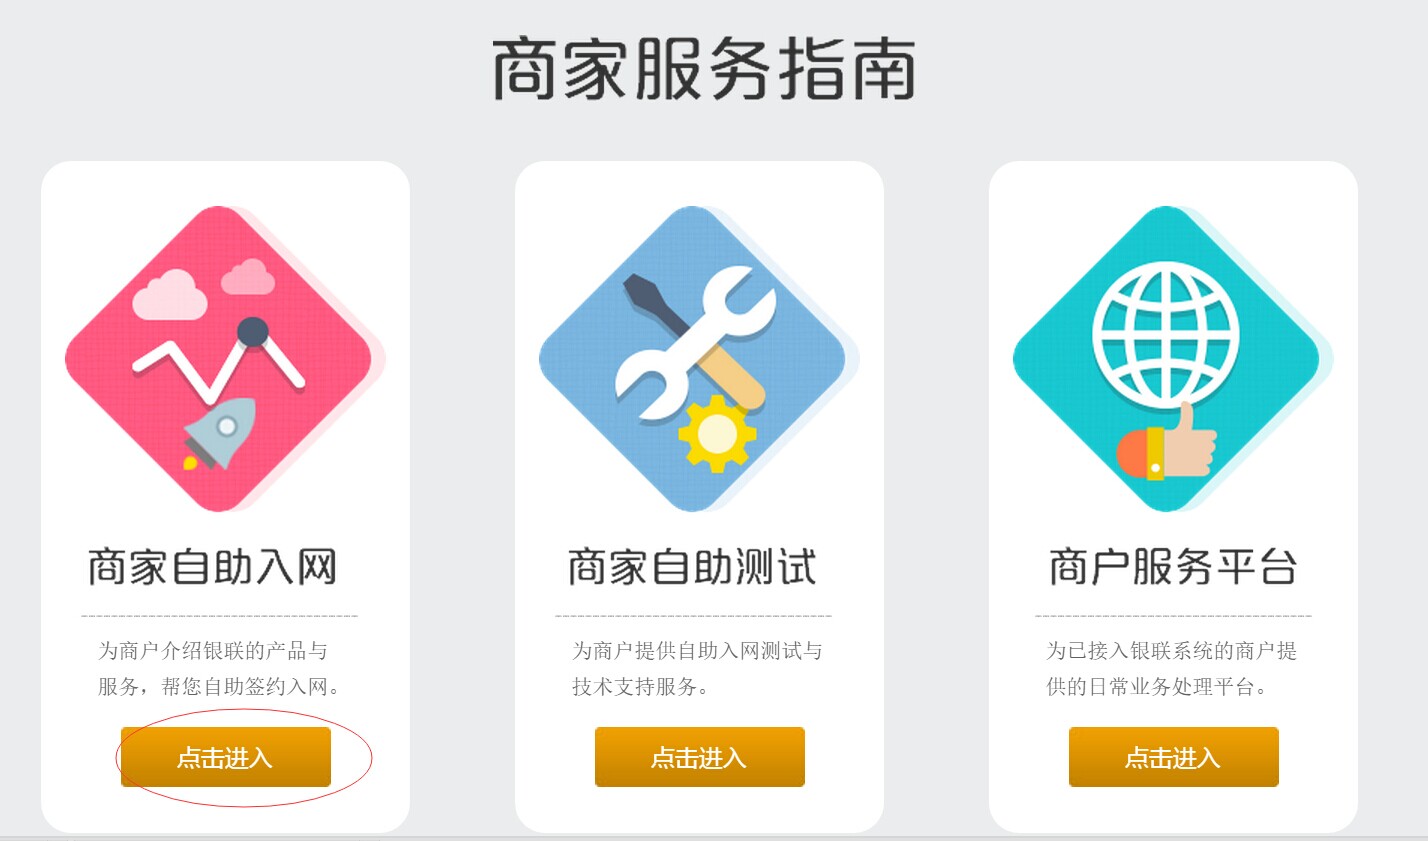 商家服务指南
商家自助入网
为商户介绍银联的产品与
服务，帮您自助签约入网。
点击进入
商家自助测试
为商户提供自助入网测试与
技术支持服务。
点击进入
商户服务平台
为已接入银联系统的商户提
供的日常业务处理平台。
点击进入